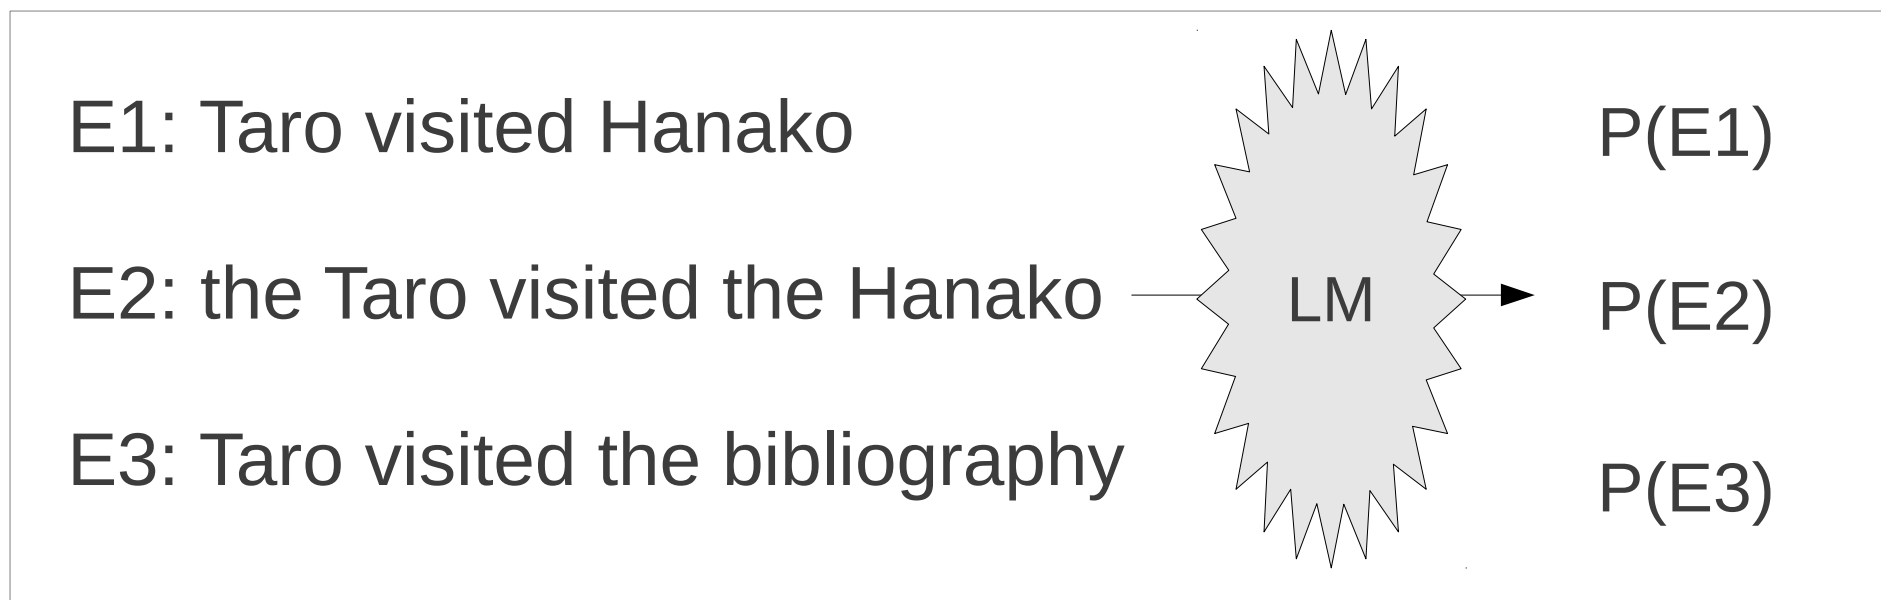 E1: Taro visited Hanako
P(E1)
E2: the Taro visited the Hanako
LM
P(E2)
E3: Taro visited the bibliography
P(E3)